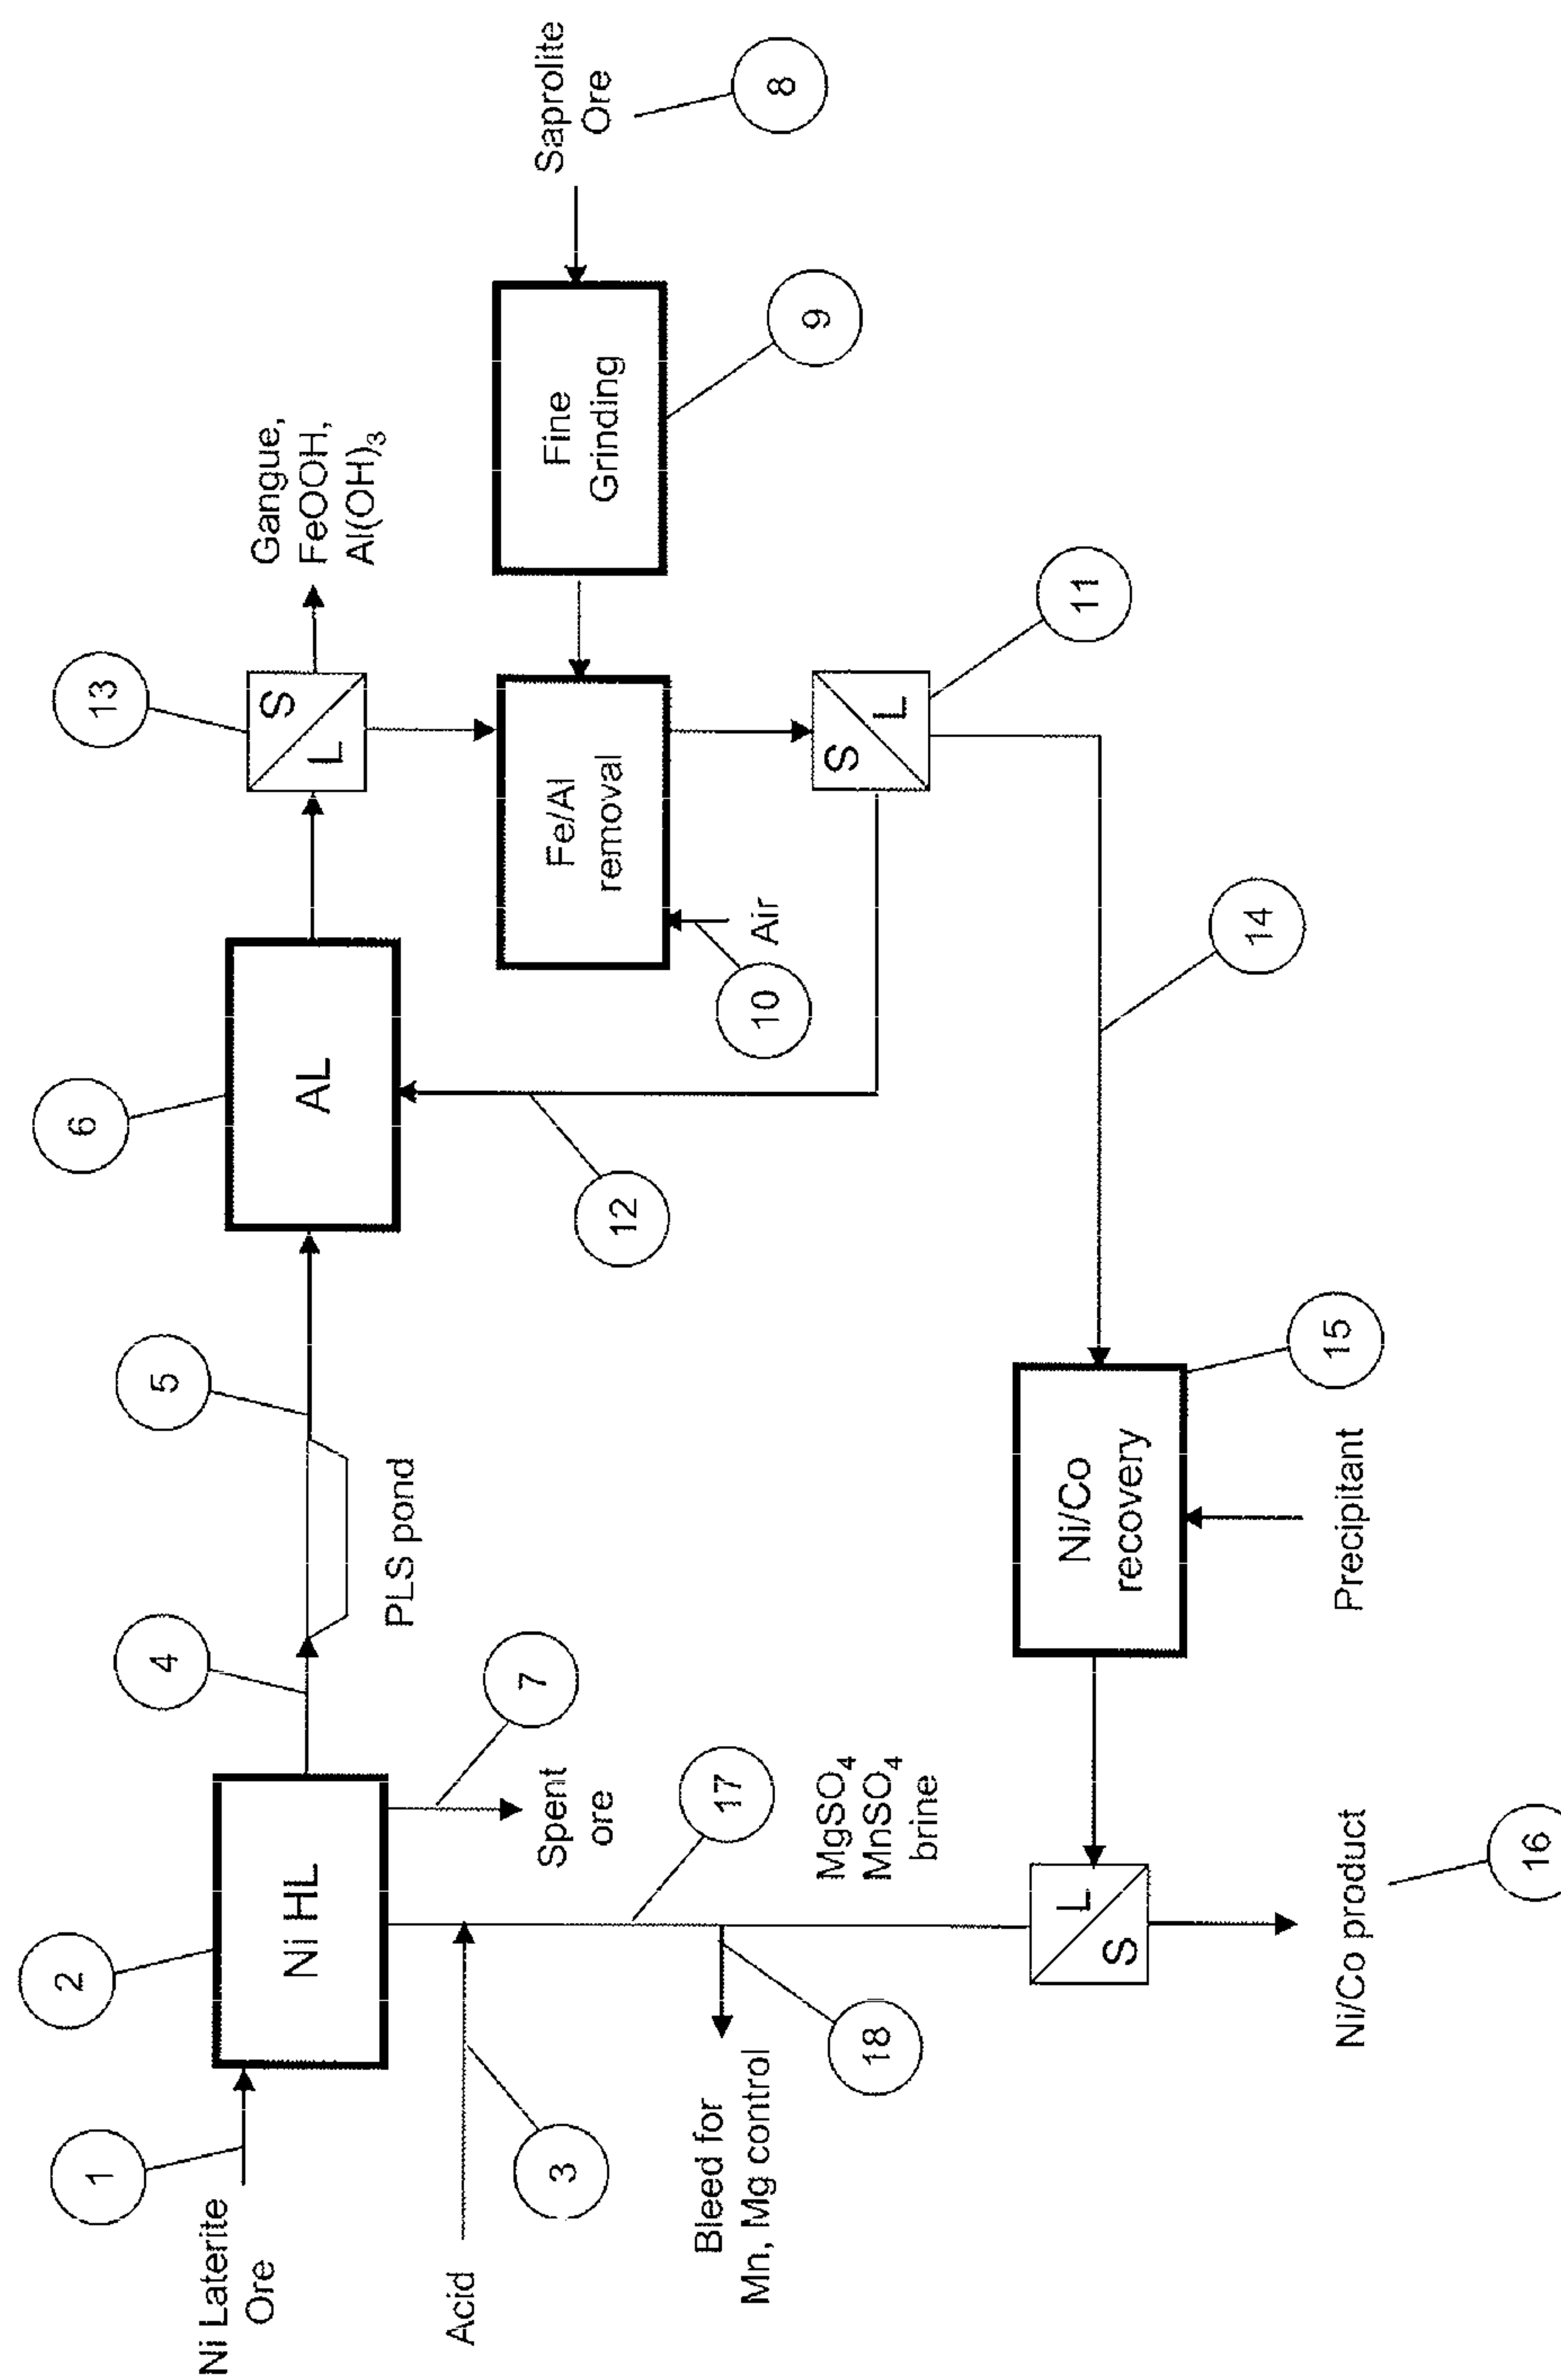 1
Ni Laterite
Ore
2
Ni HL
3
Acid
4
PLS pond
5
6
AL
7
Spent
ore
13
S
L
Gangue,
FeOOH,
Al(OH)3
Fe/Al
removal
10
Air
Fine
Grinding
9
Saprolite
Ore
8
12
S
L
11
14
Bleed for
Mn, Mg control
18
17
MgSO4
MnSO4
brine
L
S
Ni/Co
recovery
15
Precipitant
Ni/Co product
16